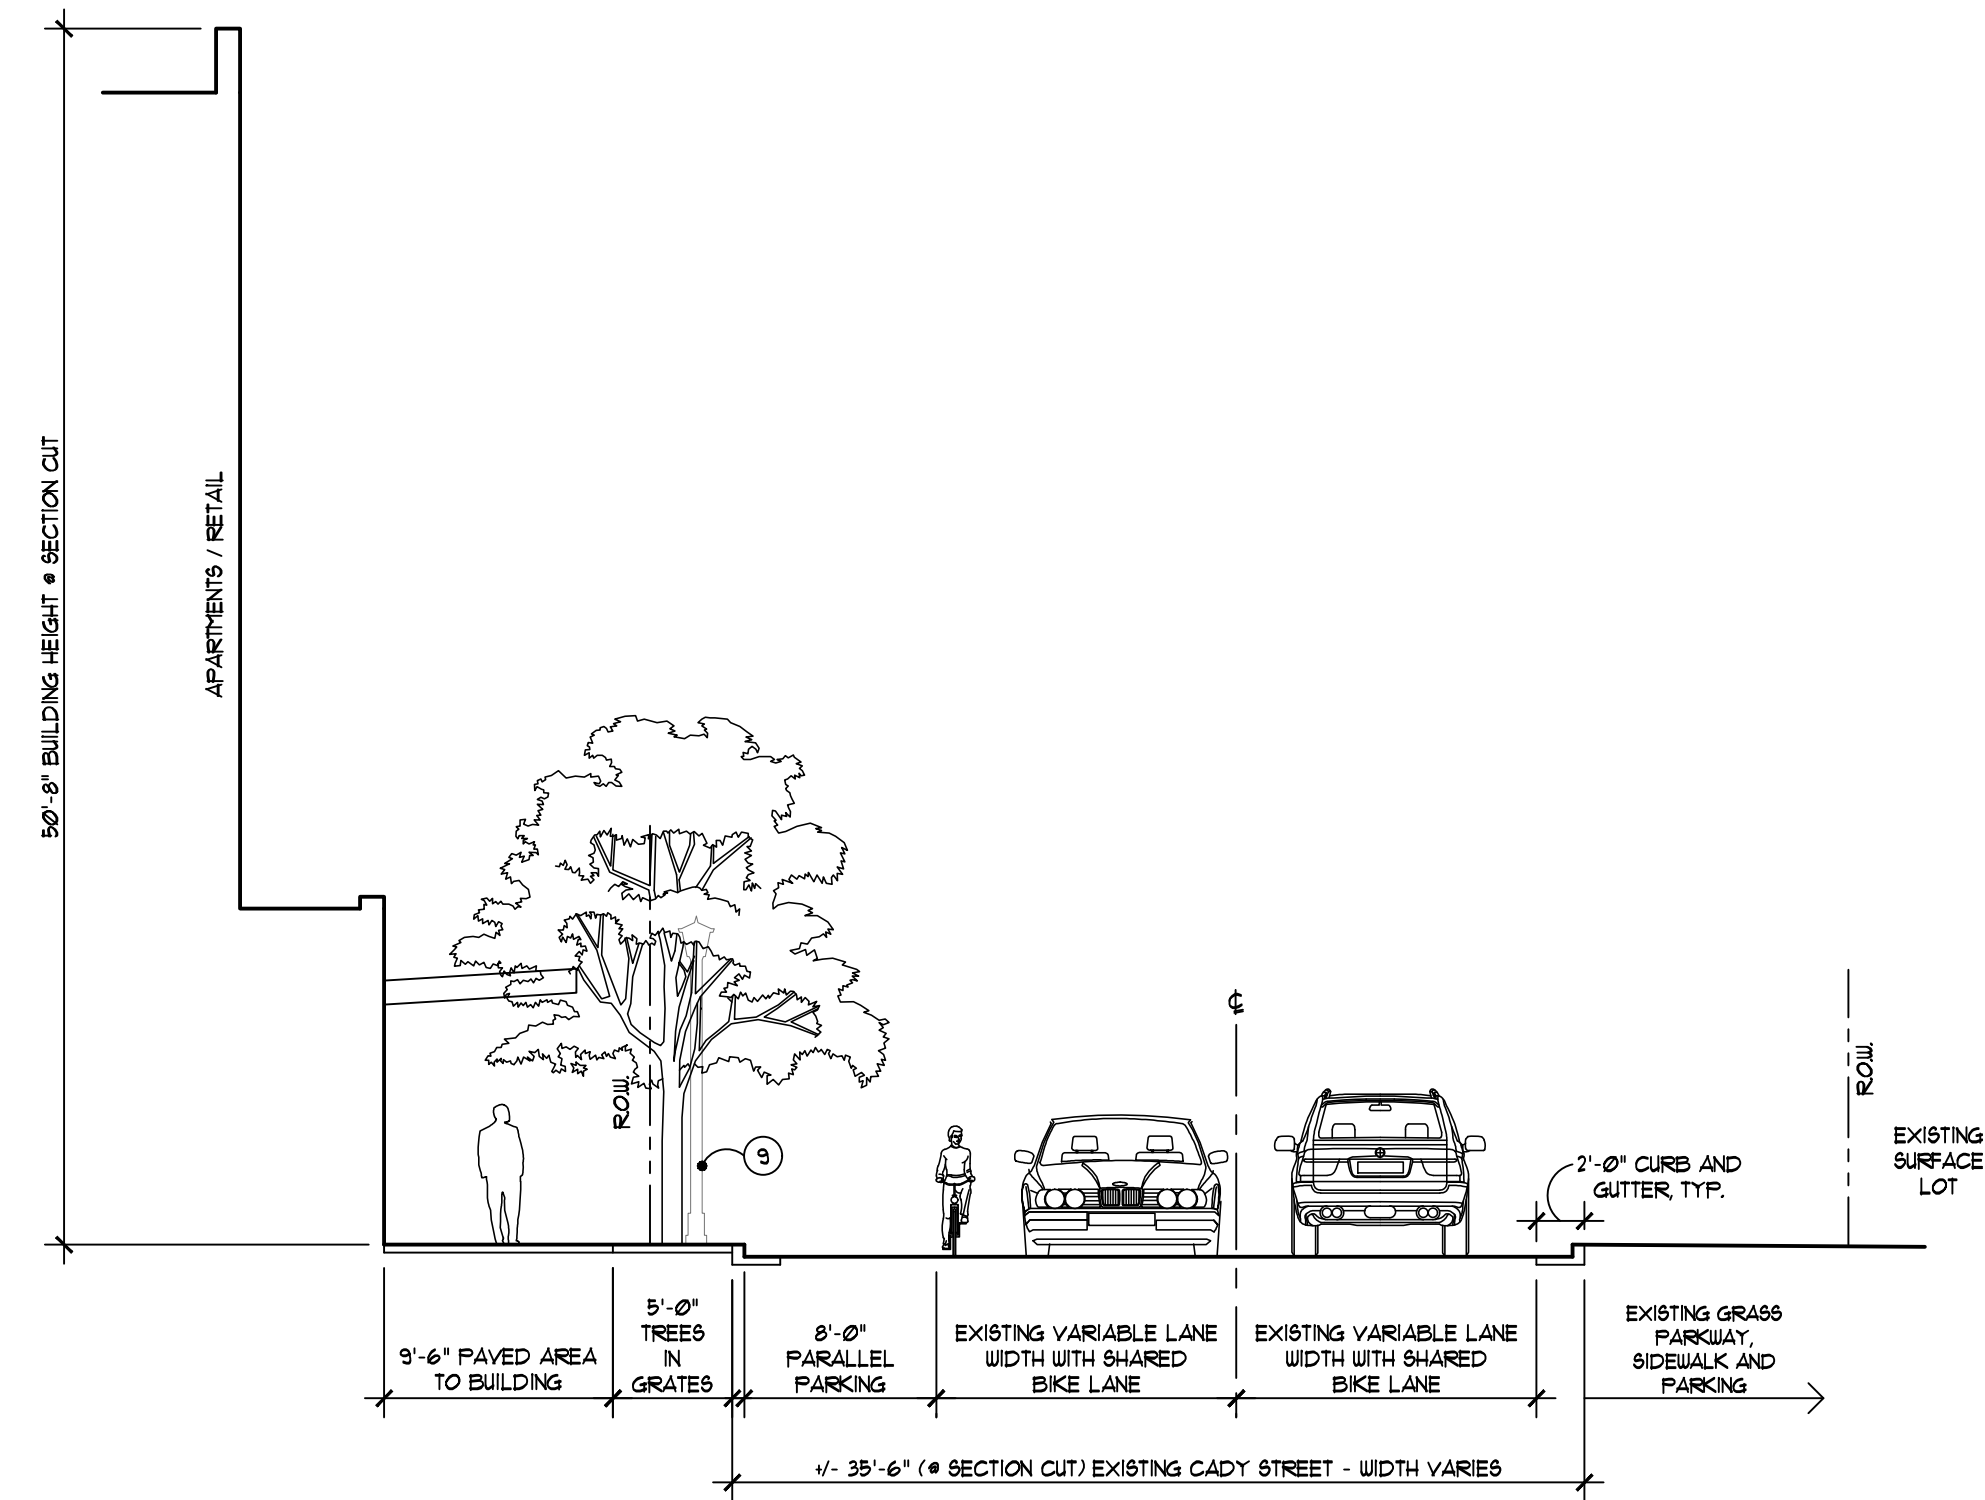 50'-8" BUILDING HEIGHT @ SECTION CUT
APARTMENTS / RETAIL
R.O.W.
9
℄
R.O.W.
EXISTING
SURFACE
LOT
2'-0" CURB AND
GUTTER, TYP.
9'-6" PAVED AREA
TO BUILDING
5'-0"
TREES
IN
GRATES
8'-0"
PARALLEL
PARKING
EXISTING VARIABLE LANE
WIDTH WITH SHARED
BIKE LANE
EXISTING VARIABLE LANE
WIDTH WITH SHARED
BIKE LANE
EXISTING GRASS
PARKWAY,
SIDEWALK AND
PARKING
+/- 35'-6" (@ SECTION CUT) EXISTING CADY STREET - WIDTH VARIES